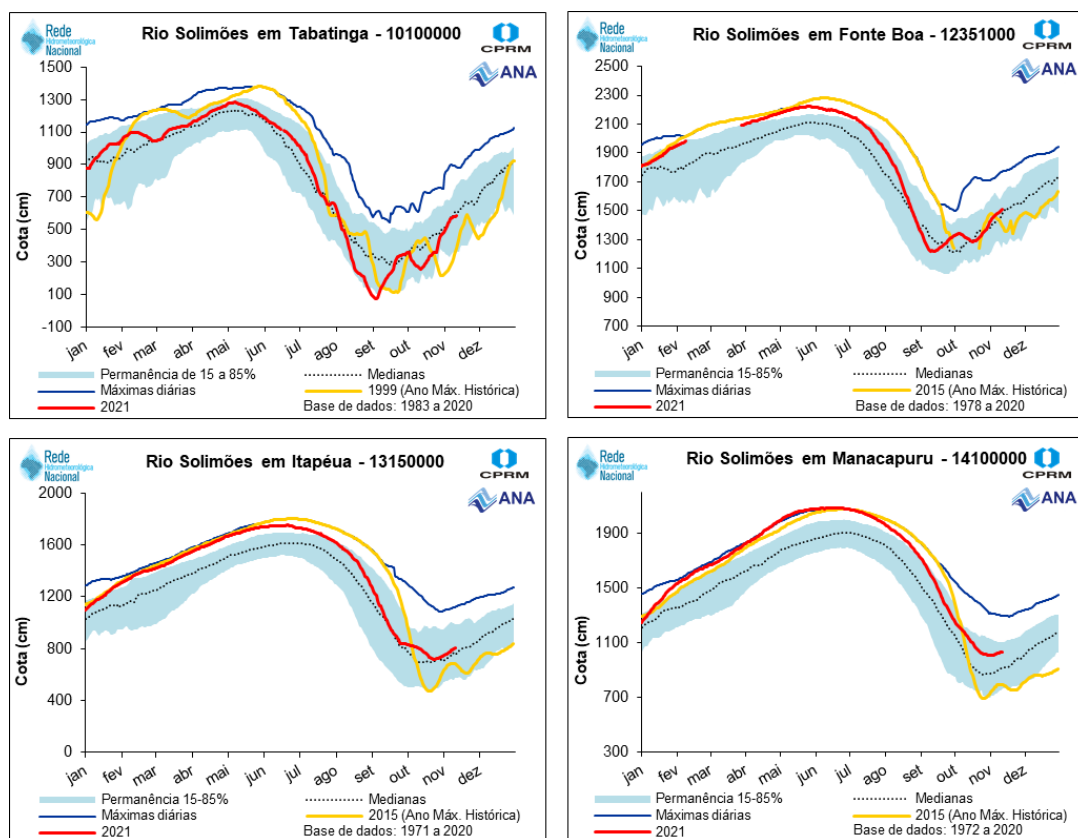 Rede
Hidrometeorológica
Nacional
Rio Solimões em Tabatinga - 10100000
CPRM
ANA
Cota (cm)
1500
1300
1100
900
700
500
300
100
-100
jan fev mar abr mai jun jul ago set out nov dez
Permanência de 15 a 85%
Medianas
Máximas diárias
1999 (Ano Máx. Histórica)
2021
Base de dados: 1983 a 2020
Rede
Hidrometeorológica
Nacional
Rio Solimões em Fonte Boa - 12351000
CPRM
ANA
Cota (cm)
2500
2300
2100
1900
1700
1500
1300
1100
900
700
jan fev mar abr mai jun jul ago set out nov dez
Permanência 15-85%
Medianas
Máximas diárias
2015 (Ano Máx. Histórica)
2021
Base de dados: 1978 a 2020
Rede
Hidrometeorológica
Nacional
Rio Solimões em Itapéua - 13150000
CPRM
ANA
Cota (cm)
2000
1600
1200
800
400
0
jan fev mar abr mai jun jul ago set out nov dez
Permanência 15-85%
Medianas
Máximas diárias
2015 (Ano Máx. Histórica)
2021
Base de dados: 1971 a 2020
Rede
Hidrometeorológica
Nacional
Rio Solimões em Manacapuru - 14100000
CPRM
ANA
Cota (cm)
1900
1500
1100
700
300
jan fev mar abr mai jun jul ago set out nov dez
Permanência 15-85%
Medianas
Máximas diárias
2015 (Ano Máx. Histórica)
2021
Base de dados: 1972 a 2020